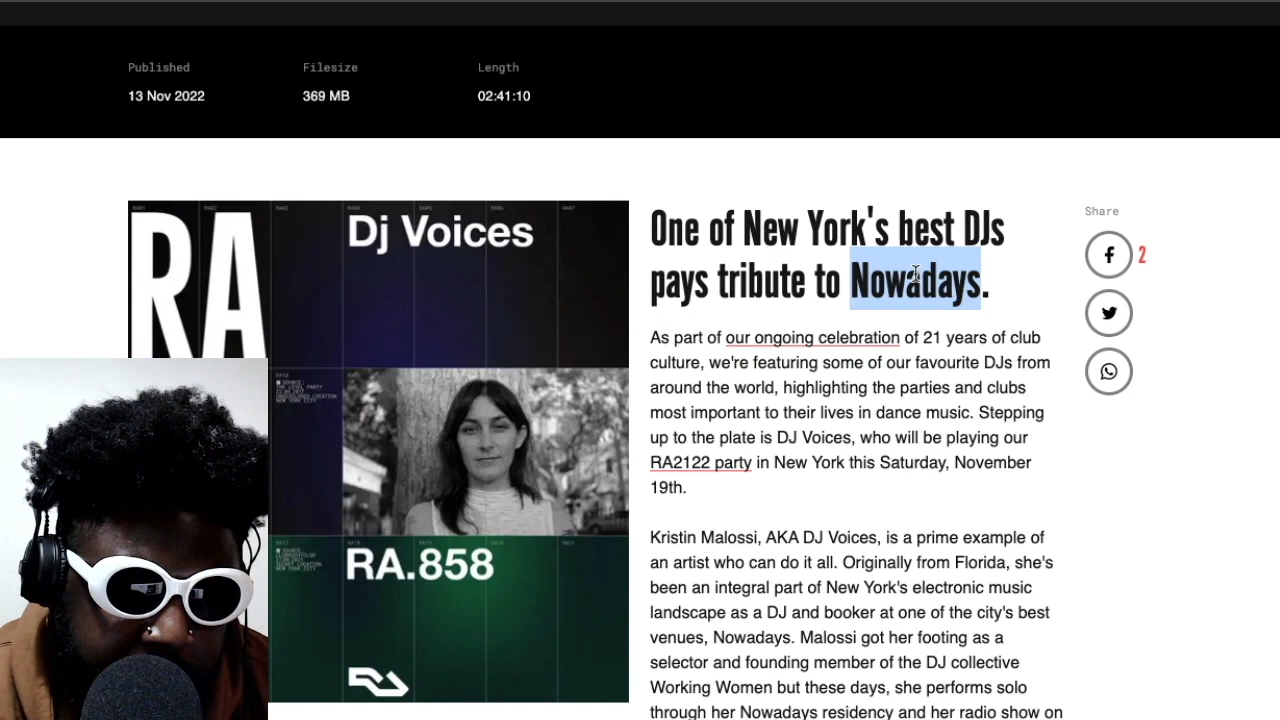 Published
Filesize
Length
13 Nov 2022
369 MB
02:41:10
RA
Dj Voices
RA.858
One of New York's best DJs
pays tribute to Nowadays.
Share
2
As part of our ongoing celebration of 21 years of club
culture, we're featuring some of our favourite DJs from
around the world, highlighting the parties and clubs
most important to their lives in dance music. Stepping
up to the plate is DJ Voices, who will be playing our
RA2122 party in New York this Saturday, November
19th.
Kristin Malossi, AKA DJ Voices, is a prime example of
an artist who can do it all. Originally from Florida, she's
been an integral part of New York's electronic music
landscape as a DJ and booker at one of the city's best
venues, Nowadays. Malossi got her footing as a
selector and founding member of the DJ collective
Working Women but these days, she performs solo
through her Nowadays residency and her radio show on